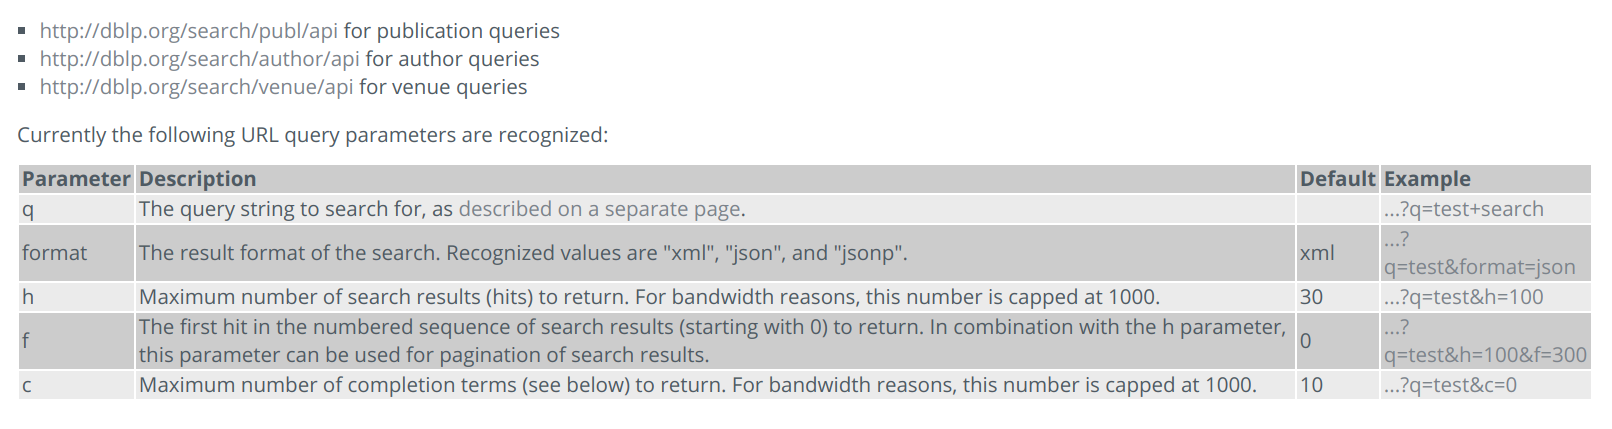 http://dblp.org/search/publ/api for publication queries
http://dblp.org/search/author/api for author queries
http://dblp.org/search/venue/api for venue queries
Currently the following URL query parameters are recognized:
Parameter Description Default Example
q The query string to search for, as described on a separate page. ...?q=test+search
format The result format of the search. Recognized values are "xml", "json", and "jsonp". xml ...?
q=test&format=json
h Maximum number of search results (hits) to return. For bandwidth reasons, this number is capped at 1000. 30 ...?q=test&h=100
f The first hit in the numbered sequence of search results (starting with 0) to return. In combination with the h parameter, 0 ...?
this parameter can be used for pagination of search results. q=test&h=100&f=300
c Maximum number of completion terms (see below) to return. For bandwidth reasons, this number is capped at 1000. 10 ...?q=test&c=0